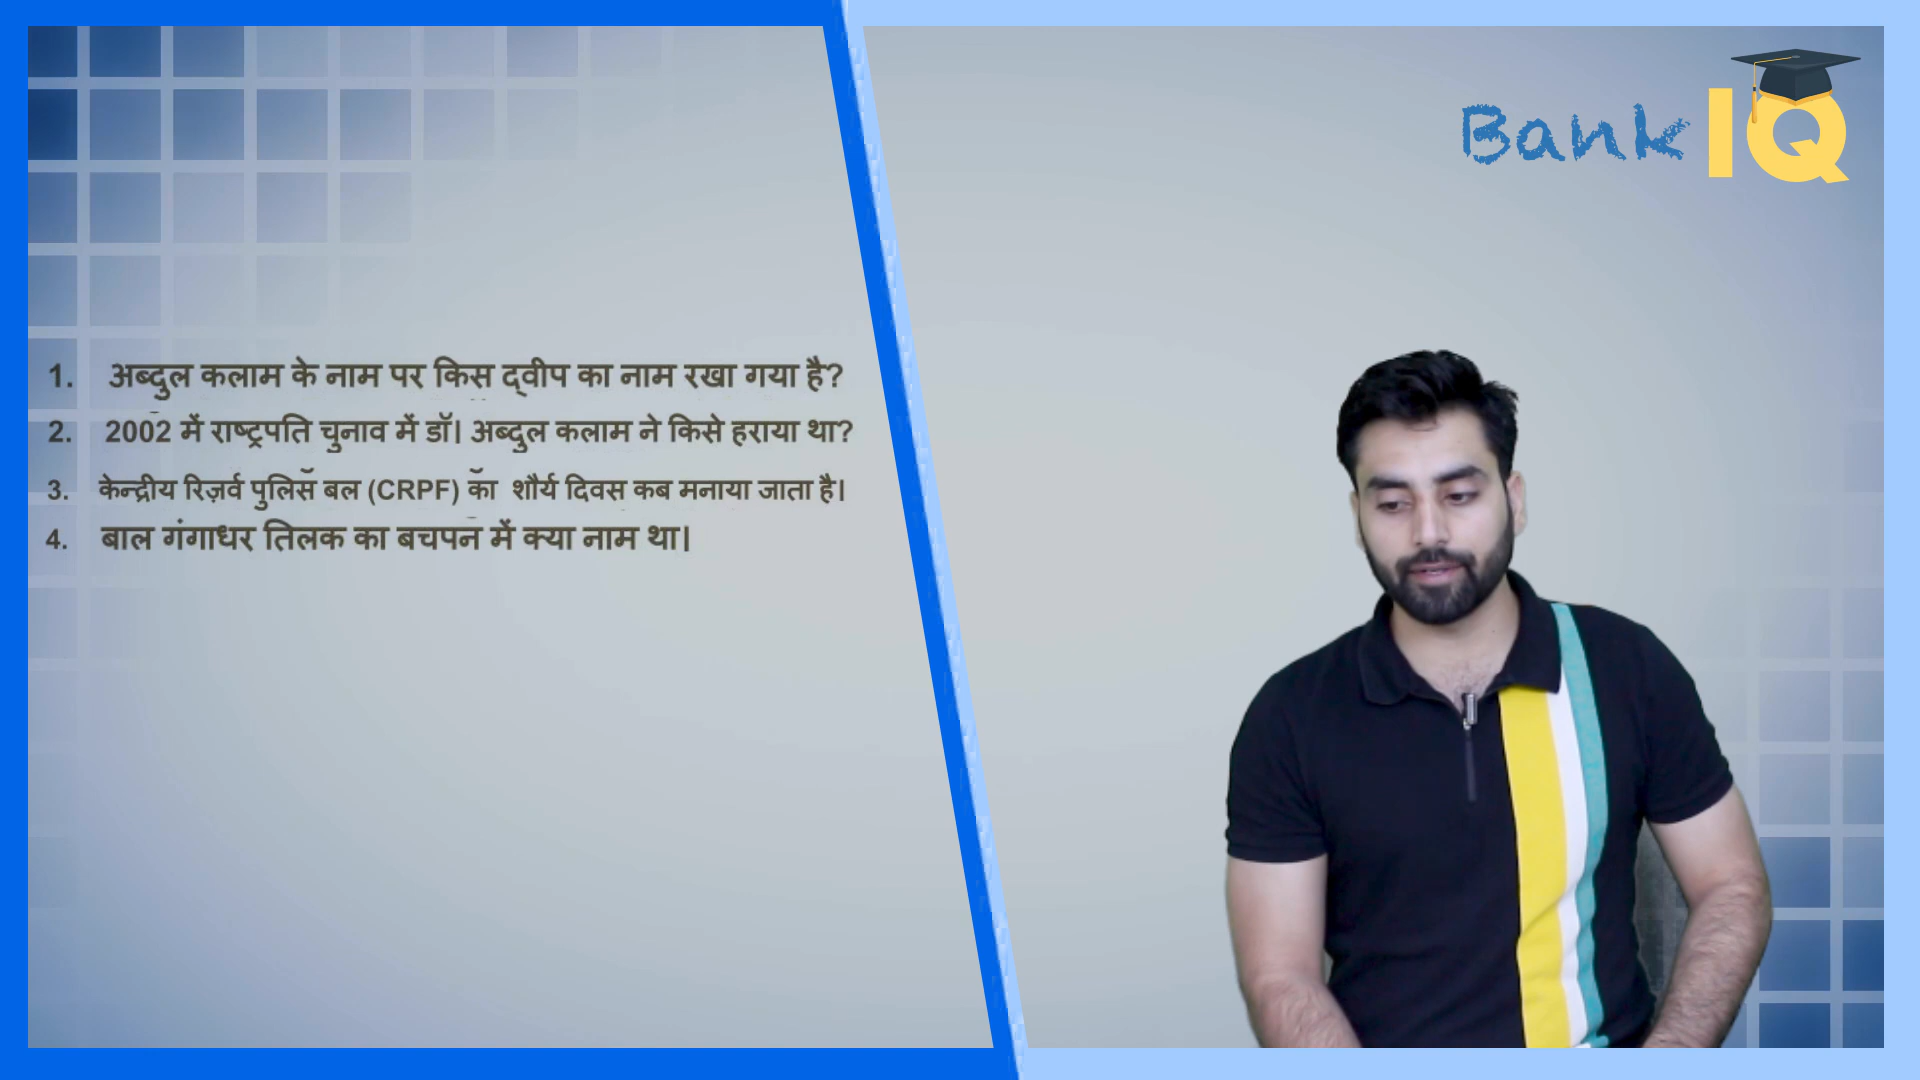 Bank IQ
1. अब्दुल कलाम के नाम पर किस द्वीप का नाम रखा गया है?
2. 2002 में राष्ट्रपति चुनाव में डॉ। अब्दुल कलाम ने किसे हराया था?
3. केन्द्रीय रिज़र्व पुलिस बल (CRPF) का शौर्य दिवस कब मनाया जाता है।
4. बाल गंगाधर तिलक का बचपन में क्या नाम था।